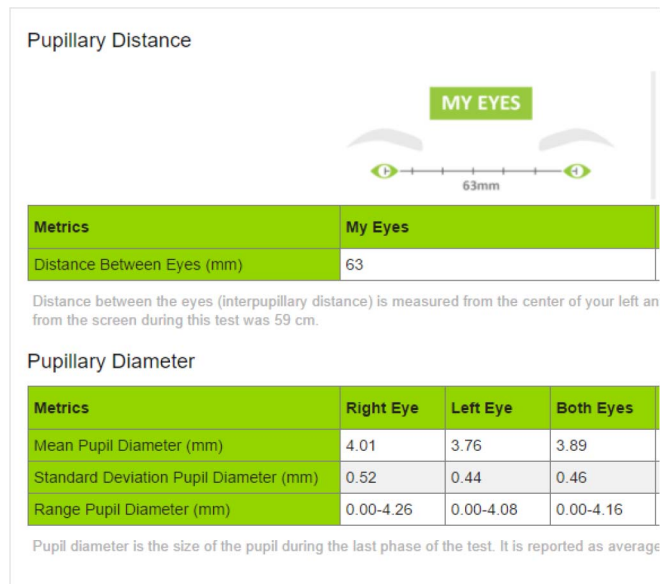 Pupillary Distance
MY EYES
63mm
Metrics My Eyes
Distance Between Eyes (mm) 63
Distance between the eyes (interpupillary distance) is measured from the center of your left an
from the screen during this test was 59 cm.
Pupillary Diameter
Metrics Right Eye Left Eye Both Eyes
Mean Pupil Diameter (mm) 4.01 3.76 3.89
Standard Deviation Pupil Diameter (mm) 0.52 0.44 0.46
Range Pupil Diameter (mm) 0.00-4.26 0.00-4.08 0.00-4.16
Pupil diameter is the size of the pupil during the last phase of the test. It is reported as average